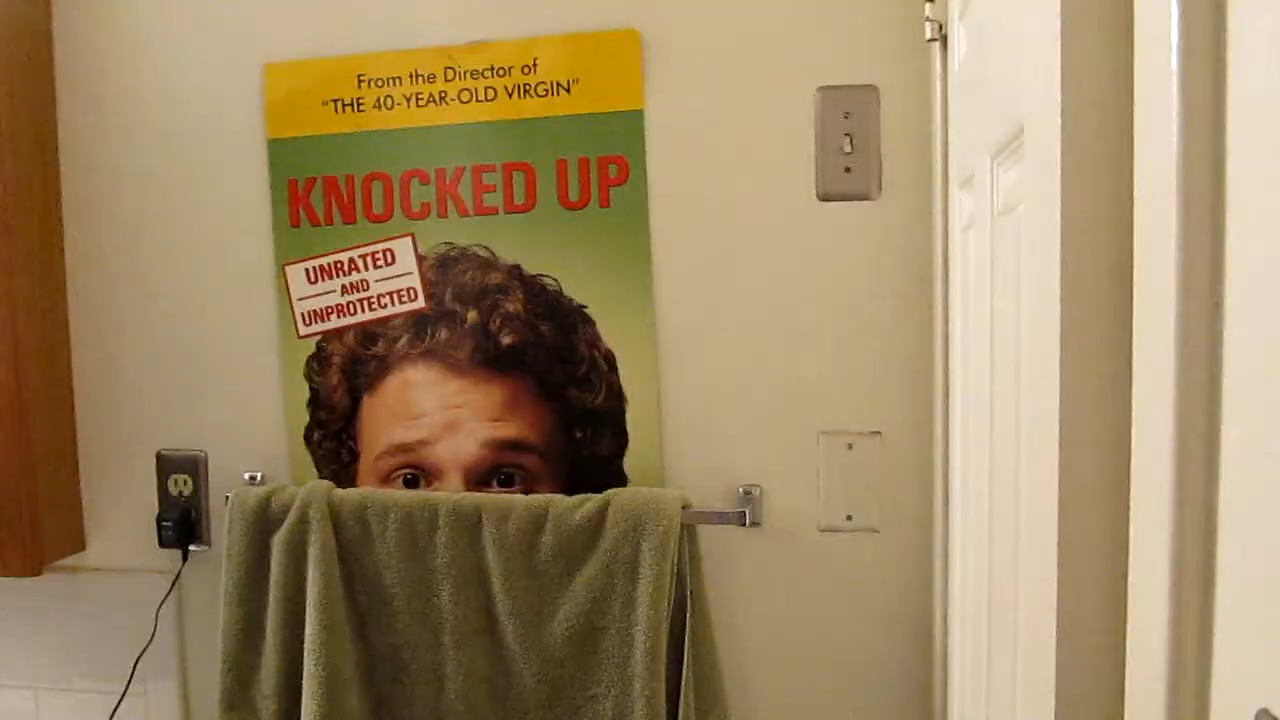 From the Director of
"THE 40-YEAR-OLD VIRGIN"
KNOCKED UP
UNRATED
AND
UNPROTECTED